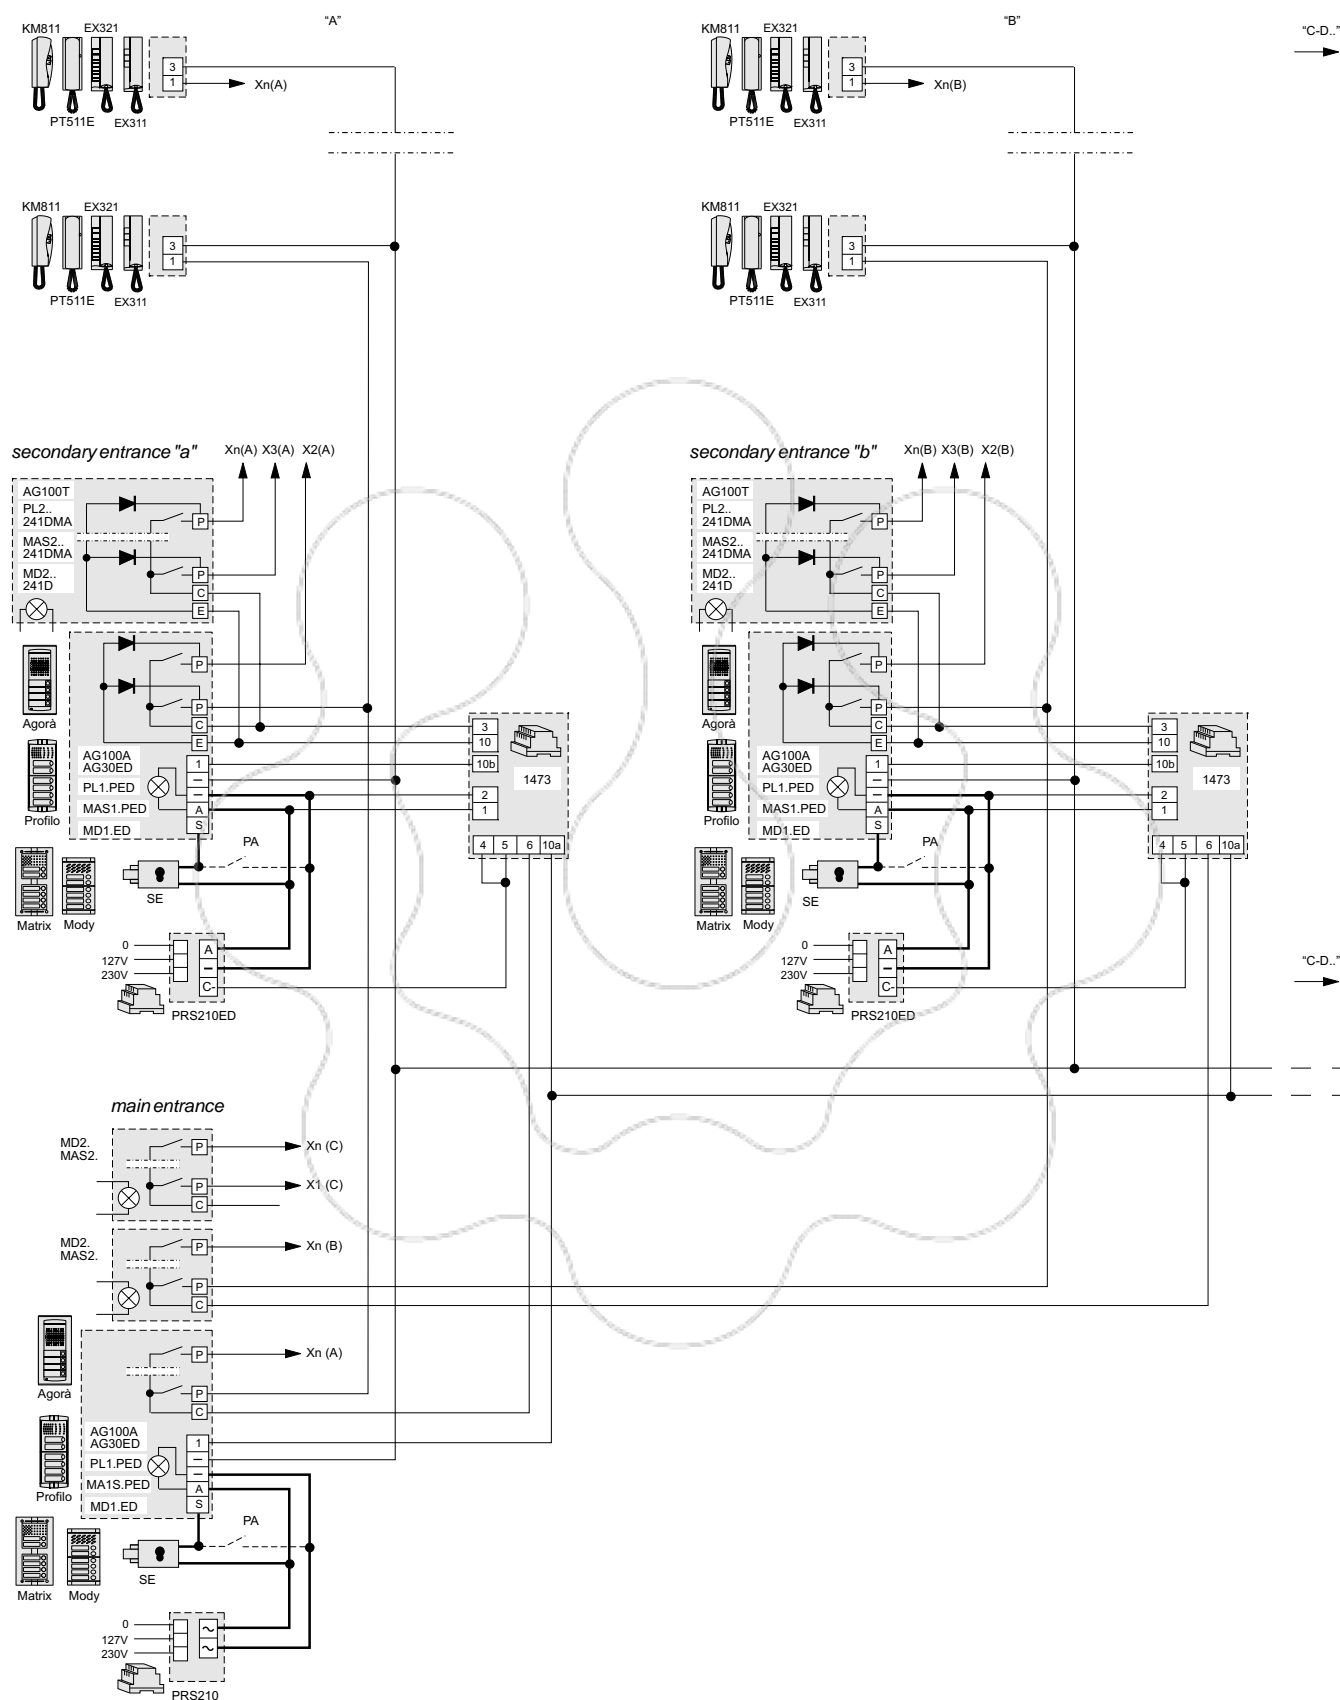 "A"
"B"
"C-D.."
KM811
EX321
3
1
Xn(A)
PT511E
EX311
KM811
EX321
3
1
Xn(B)
PT511E
EX311
KM811
EX321
3
1
PT511E
EX311
KM811
EX321
3
1
PT511E
EX311
secondary entrance "a"
Xn(A) X3(A) X2(A)
AG100T
PL2..
241DMA
MAS2..
241DMA
MD2..
241D
P
P
C
E
P
P
C
E
Agorà
Profilo
AG100A
AG30ED
PL1.PED
MAS1.PED
MD1.ED
1
–
–
A
S
3
10
10b
2
1
1473
4 5 6 10a
PA
SE
Matrix
Mody
0
127V
230V
A
–
C-
PRS210ED
secondary entrance "b"
Xn(B) X3(B) X2(B)
AG100T
PL2..
241DMA
MAS2..
241DMA
MD2..
241D
P
P
C
E
P
P
C
E
Agorà
Profilo
AG100A
AG30ED
PL1.PED
MAS1.PED
MD1.ED
1
–
–
A
S
3
10
10b
2
1
1473
4 5 6 10a
PA
SE
Matrix
Mody
0
127V
230V
A
–
C-
PRS210ED
"C-D.."
main entrance
MD2.
MAS2.
P
Xn (C)
P
X1 (C)
C
MD2.
MAS2.
P
Xn (B)
P
C
P
Xn (A)
P
C
Agorà
Profilo
AG100A
AG30ED
PL1.PED
MA1S.PED
MD1.ED
1
–
–
A
S
PA
SE
Matrix
Mody
0
127V
230V
~
~
PRS210